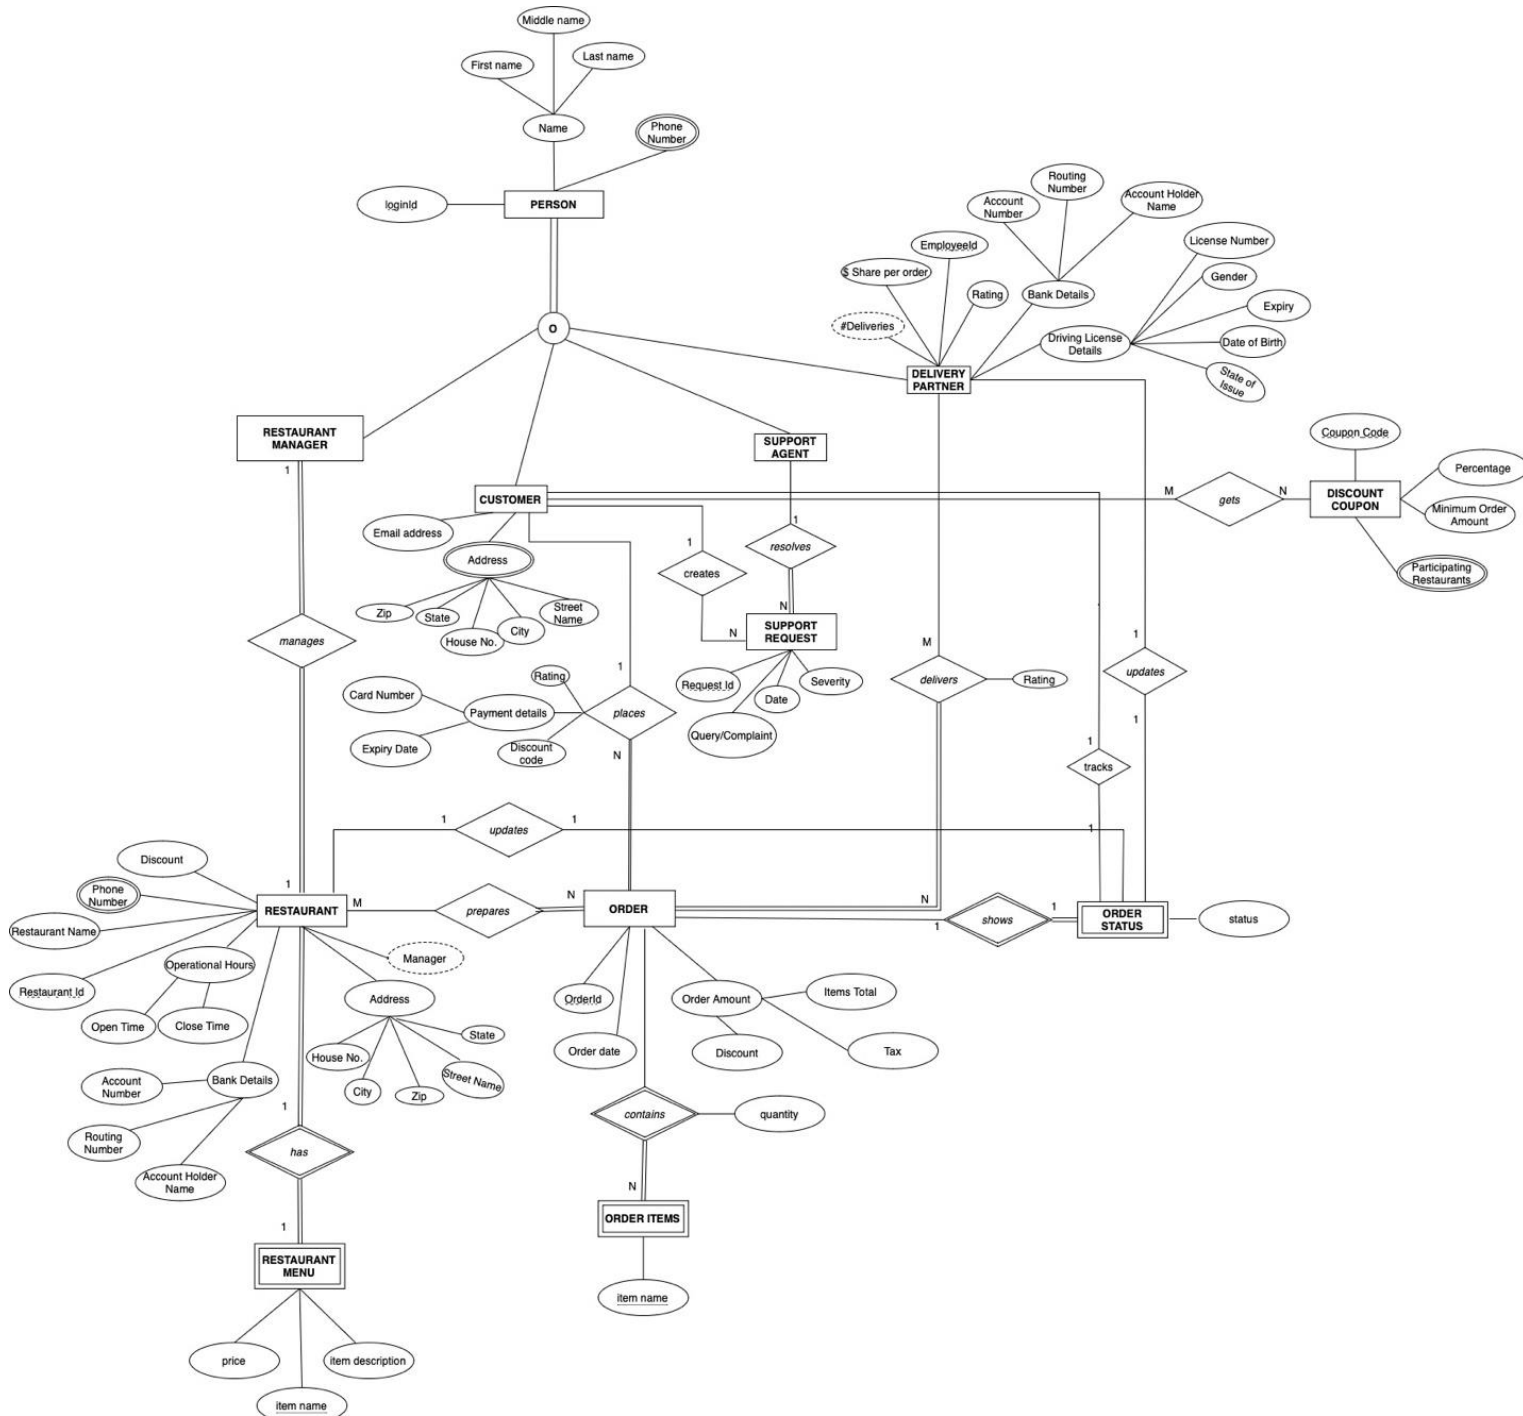 Middle name
First name
Last name
Name
Phone
Number
loginId
PERSON
O
Routing
Number
Account Holder
Name
Account
Number
EmployeeId
License Number
$ Share per order
Gender
Rating
Bank Details
Expiry
#Deliveries
Driving License
Details
Date of Birth
State of
Issue
DELIVERY
PARTNER
RESTAURANT
MANAGER
1
SUPPORT
AGENT
Coupon Code
Percentage
DISCOUNT
COUPON
Minimum Order
Amount
Participating
Restaurants
M
gets
N
CUSTOMER
Email address
Address
Zip
State
House No.
City
Street
Name
1
creates
N
1
resolves
N
SUPPORT
REQUEST
Request Id
Severity
Date
Query/Complaint
manages
1
M
delivers
Rating
N
1
updates
1
1
Rating
Card Number
Payment details
places
Expiry Date
Discount
code
N
1
tracks
1
1
updates
1
Discount
Phone
Number
Restaurant Name
Restaurant Id
Operational Hours
Open Time
Close Time
RESTAURANT
M
prepares
N
ORDER
1
shows
1
ORDER
STATUS
status
Manager
Address
House No.
City
Zip
Street Name
State
Bank Details
Account
Number
Routing
Number
Account Holder
Name
OrderId
Order date
Order Amount
Items Total
Discount
Tax
1
has
1
contains
quantity
N
ORDER ITEMS
item name
RESTAURANT
MENU
price
item description
item name